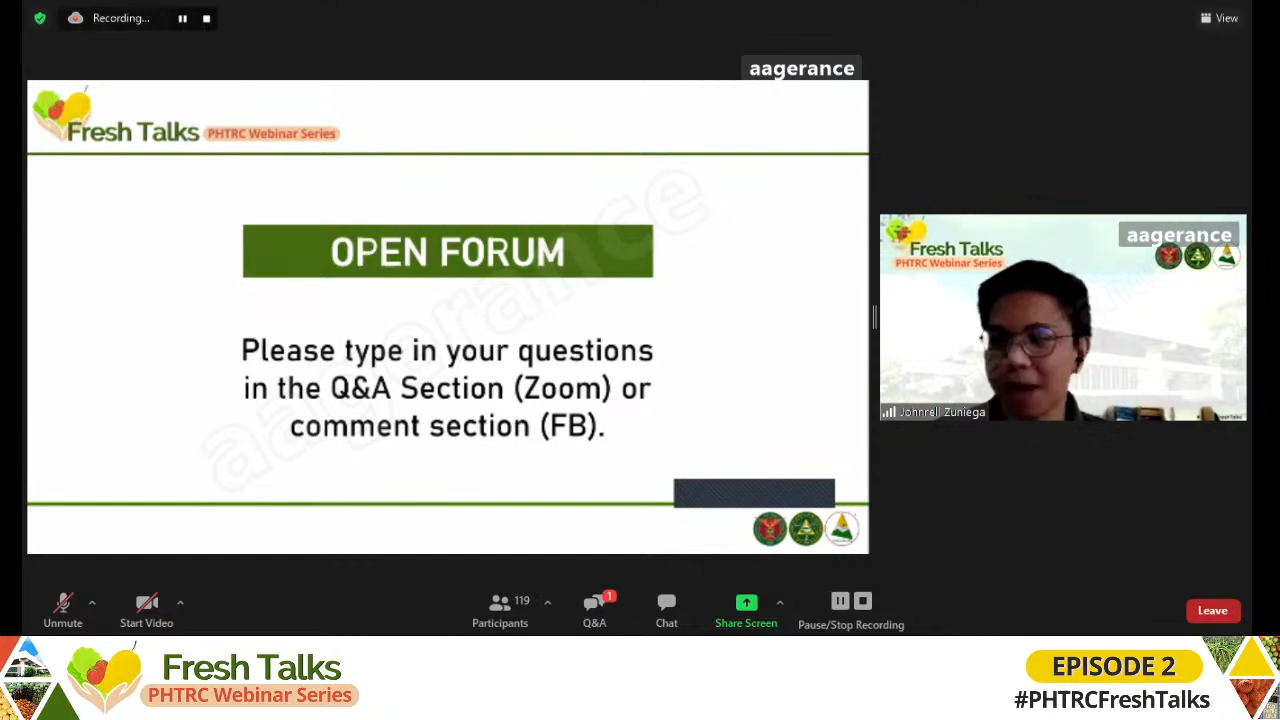 Recording...
View
aagerance
Fresh Talks PHTRC Webinar Series
OPEN FORUM
Please type in your questions
in the Q&A Section (Zoom) or
comment section (FB).
aagerance
aagerance
Fresh Talks
PHTRC Webinar Series
Johnrell Zuniega
Unmute
Start Video
119
Participants
1
Q&A
Chat
Share Screen
Pause/Stop Recording
Leave
Fresh Talks
PHTRC Webinar Series
EPISODE 2
#PHTRCFreshTalks